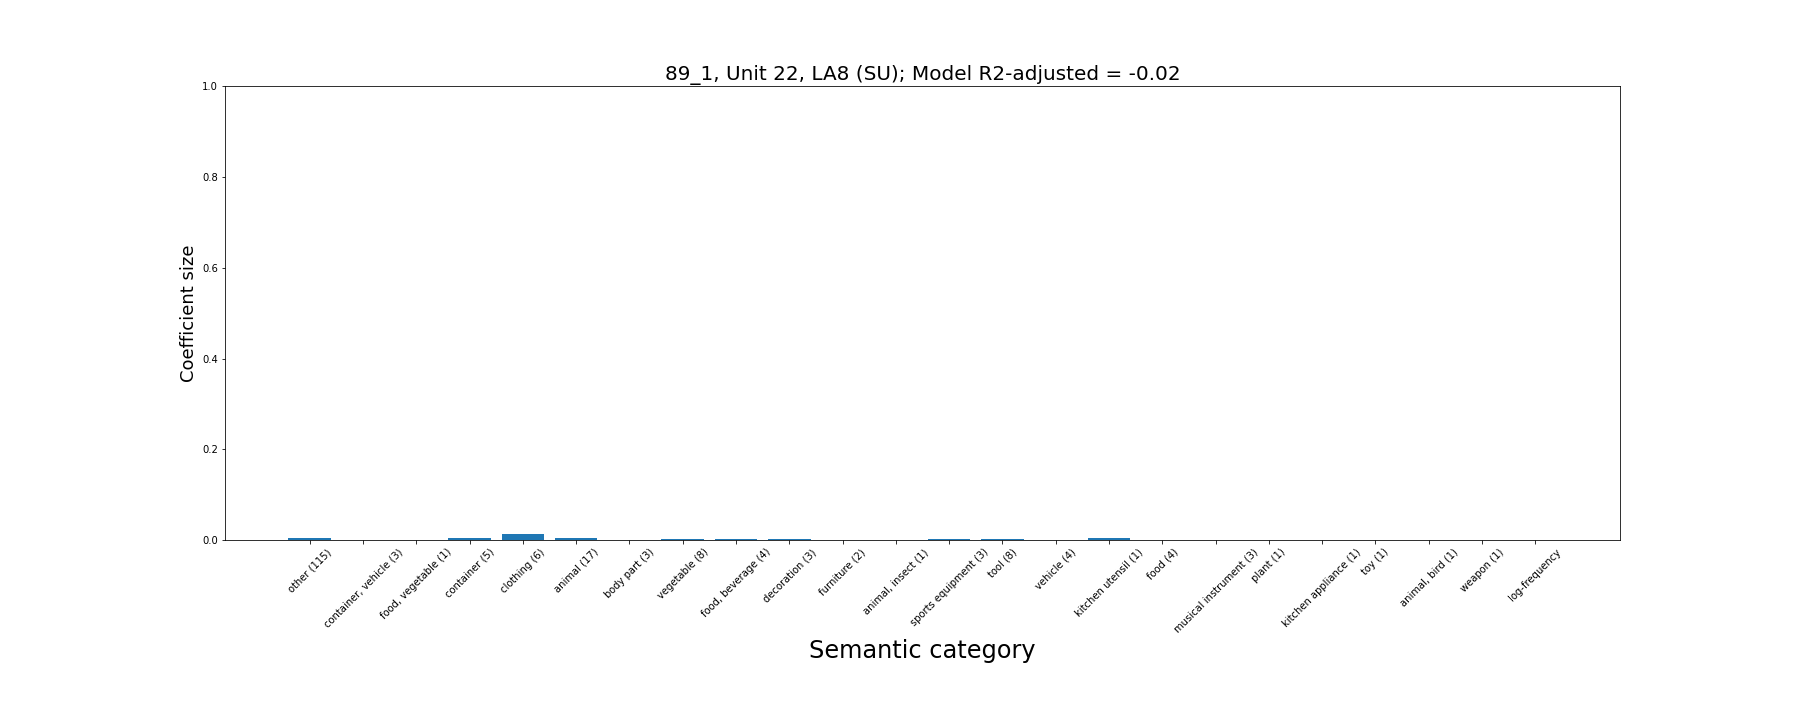 89_1, Unit 22, LA8 (SU); Model R2-adjusted = -0.02
Coefficient size
1.0
0.8
0.6
0.4
0.2
0.0
other (115)
container, vehicle (3)
food, vegetable (1)
container (5)
clothing (6)
animal (17)
body part (3)
vegetable (8)
food, beverage (4)
decoration (3)
furniture (2)
animal, insect (1)
sports equipment (3)
tool (8)
vehicle (4)
kitchen utensil (1)
food (4)
musical instrument (3)
plant (1)
kitchen appliance (1)
toy (1)
animal, bird (1)
weapon (1)
log-frequency
Semantic category